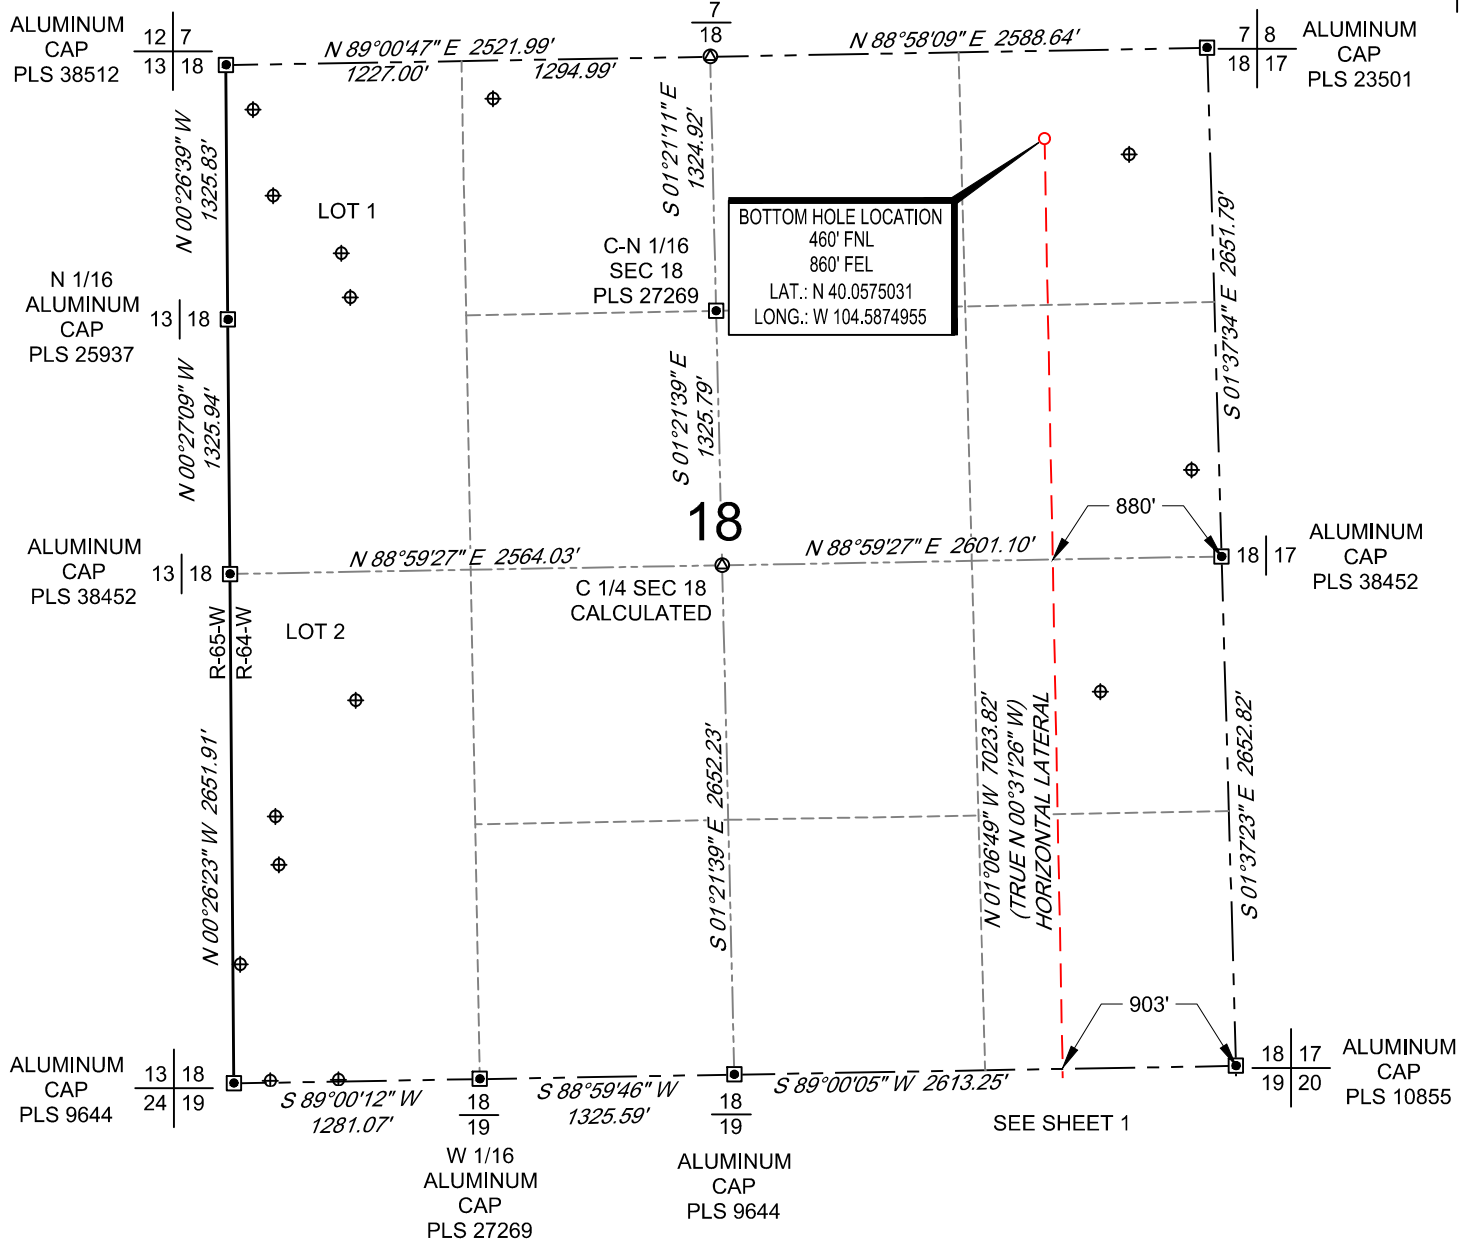 ALUMINUM
CAP
PLS 38512
12 7
13 18
N 89°00'47" E 2521.99'
1227.00'
1294.99'
7
18
N 88°58'09" E 2588.64'
7 8
18 17
ALUMINUM
CAP
PLS 23501
N 00°26'39" W
1325.83'
LOT 1
S 01°21'11" E
1324.92'
BOTTOM HOLE LOCATION
460' FNL
860' FEL
LAT.: N 40.0575031
LONG.: W 104.5874955
C-N 1/16
SEC 18
PLS 27269
S 01°37'34" E 2651.79'
N 1/16
ALUMINUM
CAP
PLS 25937
13 18
N 00°27'09" W
1325.94'
S 01°21'39" E
1325.79'
18
880'
ALUMINUM
CAP
PLS 38452
13 18
N 88°59'27" E 2564.03'
N 88°59'27" E 2601.10'
18 17
ALUMINUM
CAP
PLS 38452
C 1/4 SEC 18
CALCULATED
R-65-W
R-64-W
LOT 2
N 00°26'23" W 2651.91'
S 01°21'39" E 2652.23'
N 01°06'49" W 7023.82'
(TRUE N 00°31'26" W)
HORIZONTAL LATERAL
S 01°37'23" E 2652.82'
903'
ALUMINUM
CAP
PLS 9644
13 18
24 19
S 89°00'12" W
1281.07'
18
19
W 1/16
ALUMINUM
CAP
PLS 27269
S 88°59'46" W
1325.59'
18
19
ALUMINUM
CAP
PLS 9644
S 89°00'05" W 2613.25'
SEE SHEET 1
18 17
19 20
ALUMINUM
CAP
PLS 10855